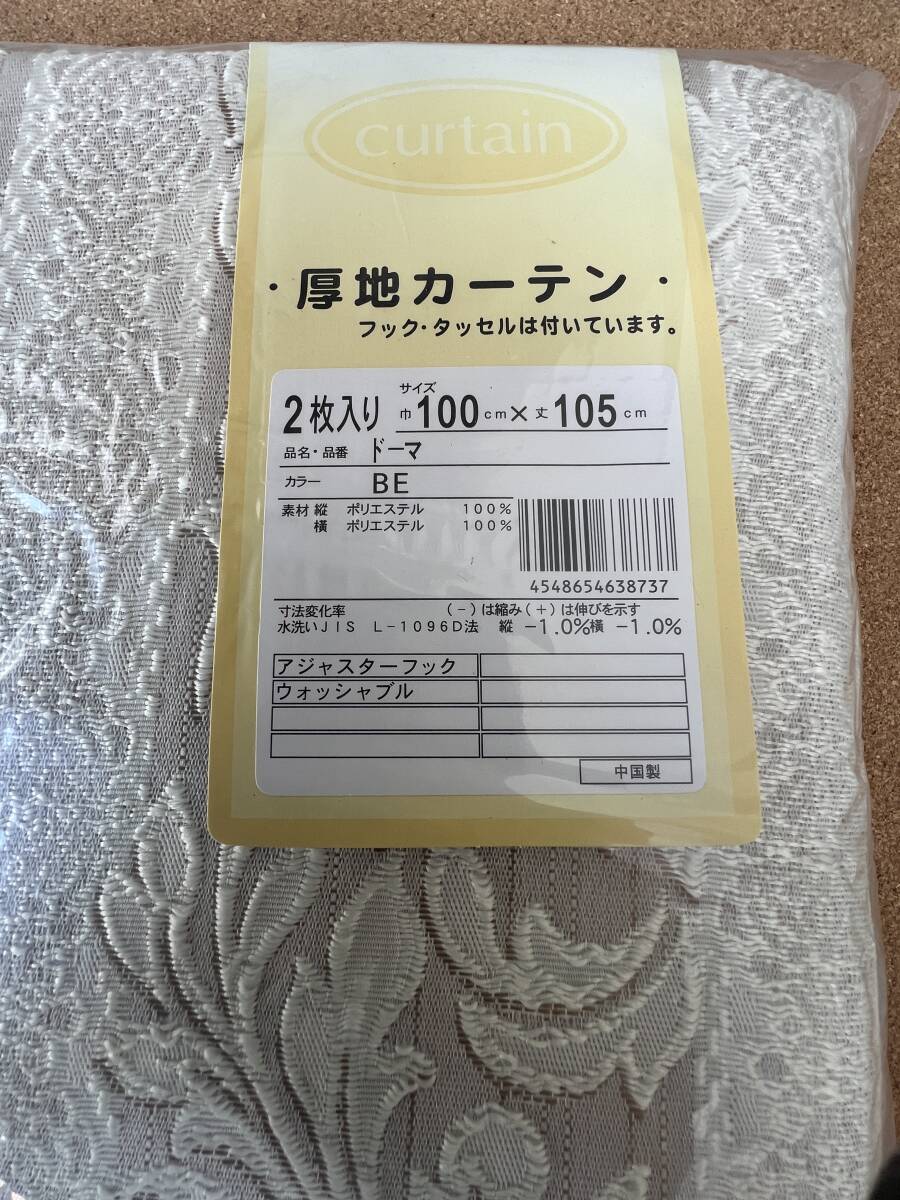 curtain
・厚地カーテン・
フック・タッセルは付いています。
サイズ
2枚入り 巾100cm×丈105cm
品名・品番 ドーマ
カラー BE
素材 縦 ポリエステル 100%
横 ポリエステル 100%
4548654638737
寸法変化率 (-)は縮み(+)は伸びを示す
水洗いJIS L-1096D法 縦 -1.0%横 -1.0%
アジャスターフック
ウォッシャブル
中国製